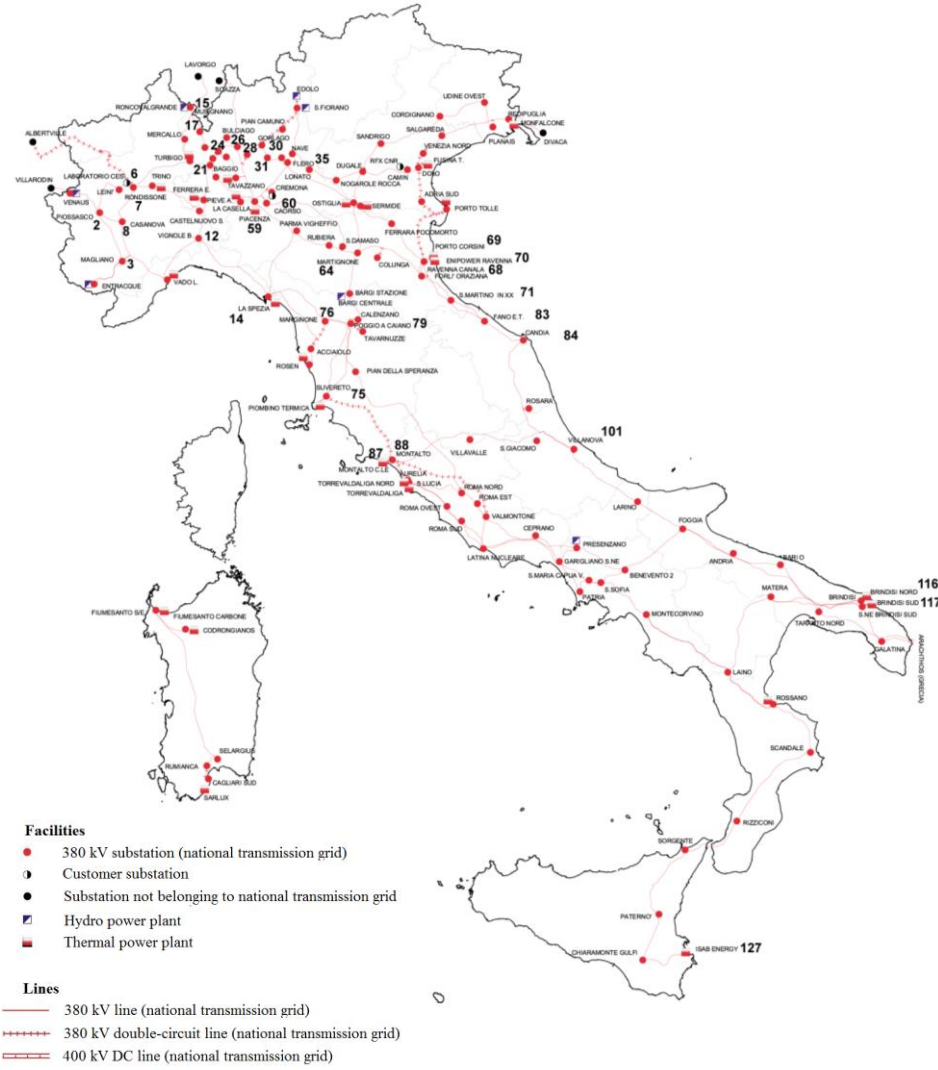 LAVORGO
SOAZZA
EDOLO
RONCOVALGRANDE
15
MUSIGNANO
S.FIORANO
UDINE OVEST
ALBERTVILLE
17
PIAN CAMUNO
CORDIGNANO
REDIPUGLIA
MONFALCONE
MERCALLO
BULCIAGO
GORLAGO
30
SANDRIGO
SALGAREDA
PLANAIS
DIVACA
24
26
28
NAVE
VENEZIA NORD
TURBIGO
31
FLERO
35
DUGALE
RFX CNR
FUSINA T.
LABORATORIO CESI
6
TRINO
21
BAGGIO
LONATO
CAMIN
DOLO
VILLARODIN
LEINI'
RONDISSONE
FERRERA E.
TAVAZZANO
CREMONA
NOGAROLE ROCCA
VENAUS
7
PIEVE A.
LA CASELLA
60
CAORSO
OSTIGLIA
SERMIDE
ADRIA SUD
PORTO TOLLE
PIOSSASCO
2
CASANOVA
8
CASTELNUOVO S.
PIACENZA
59
PARMA VIGHEFFIO
FERRARA FOCOMORTO
VIGNOLE B.
12
RUBIERA
S.DAMASO
PORTO CORSINI
69
MAGLIANO
3
MARTIGNONE
COLUNGA
ENIPOWER RAVENNA
70
64
RAVENNA CANALA
68
FORLI' ORAZIANA
ENTRACQUE
VADO L.
BARGI STAZIONE
S.MARTINO IN XX
71
BARGI CENTRALE
LA SPEZIA
14
76
MARGINONE
CALENZANO
POGGIO A CAIANO
79
FANO E.T.
83
TAVARNUZZE
CANDIA
84
ACCIAIOLO
ROSEN
PIAN DELLA SPERANZA
SUVERETO
75
PIOMBINO TERMICA
ROSARA
101
88
87
MONTALTO
VILLAVALLE
S.GIACOMO
VILLANOVA
MONTALTO C.LE
AURELIA
TORREVALDALIGA NORD
S.LUCIA
TORREVALDALIGA
ROMA NORD
ROMA EST
ROMA OVEST
VALMONTONE
LARINO
ROMA SUD
CEPRANO
FOGGIA
PRESENZANO
LATINA NUCLEARE
GARIGLIANO S.NE
ANDRIA
BARI O
S.MARIA CAPUA V.
BENEVENTO 2
S.SOFIA
PATRIA
MATERA
116
BRINDISI NORD
BRINDISI
BRINDISI SUD
117
FIUMESANTO S/E
FIUMESANTO CARBONE
MONTECORVINO
S.NE BRINDISI SUD
TARANTO NORD
CODRONGIANOS
GALATINA
ARACHTHOS (GRECIA)
LAINO
ROSSANO
SELARGIUS
SCANDALE
RUMIANCA
CAGLIARI SUD
SARLUX
RIZZICONI
SORGENTE
PATERNO'
CHIARAMONTE GULFI
ISAB ENERGY
127
Facilities
380 kV substation (national transmission grid)
Customer substation
Substation not belonging to national transmission grid
Hydro power plant
Thermal power plant
Lines
380 kV line (national transmission grid)
380 kV double-circuit line (national transmission grid)
400 kV DC line (national transmission grid)